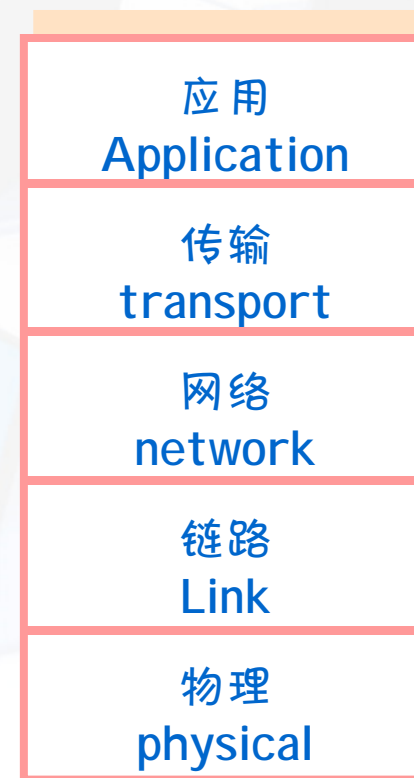 应用
Application
传输
transport
网络
network
链路
Link
物理
physical